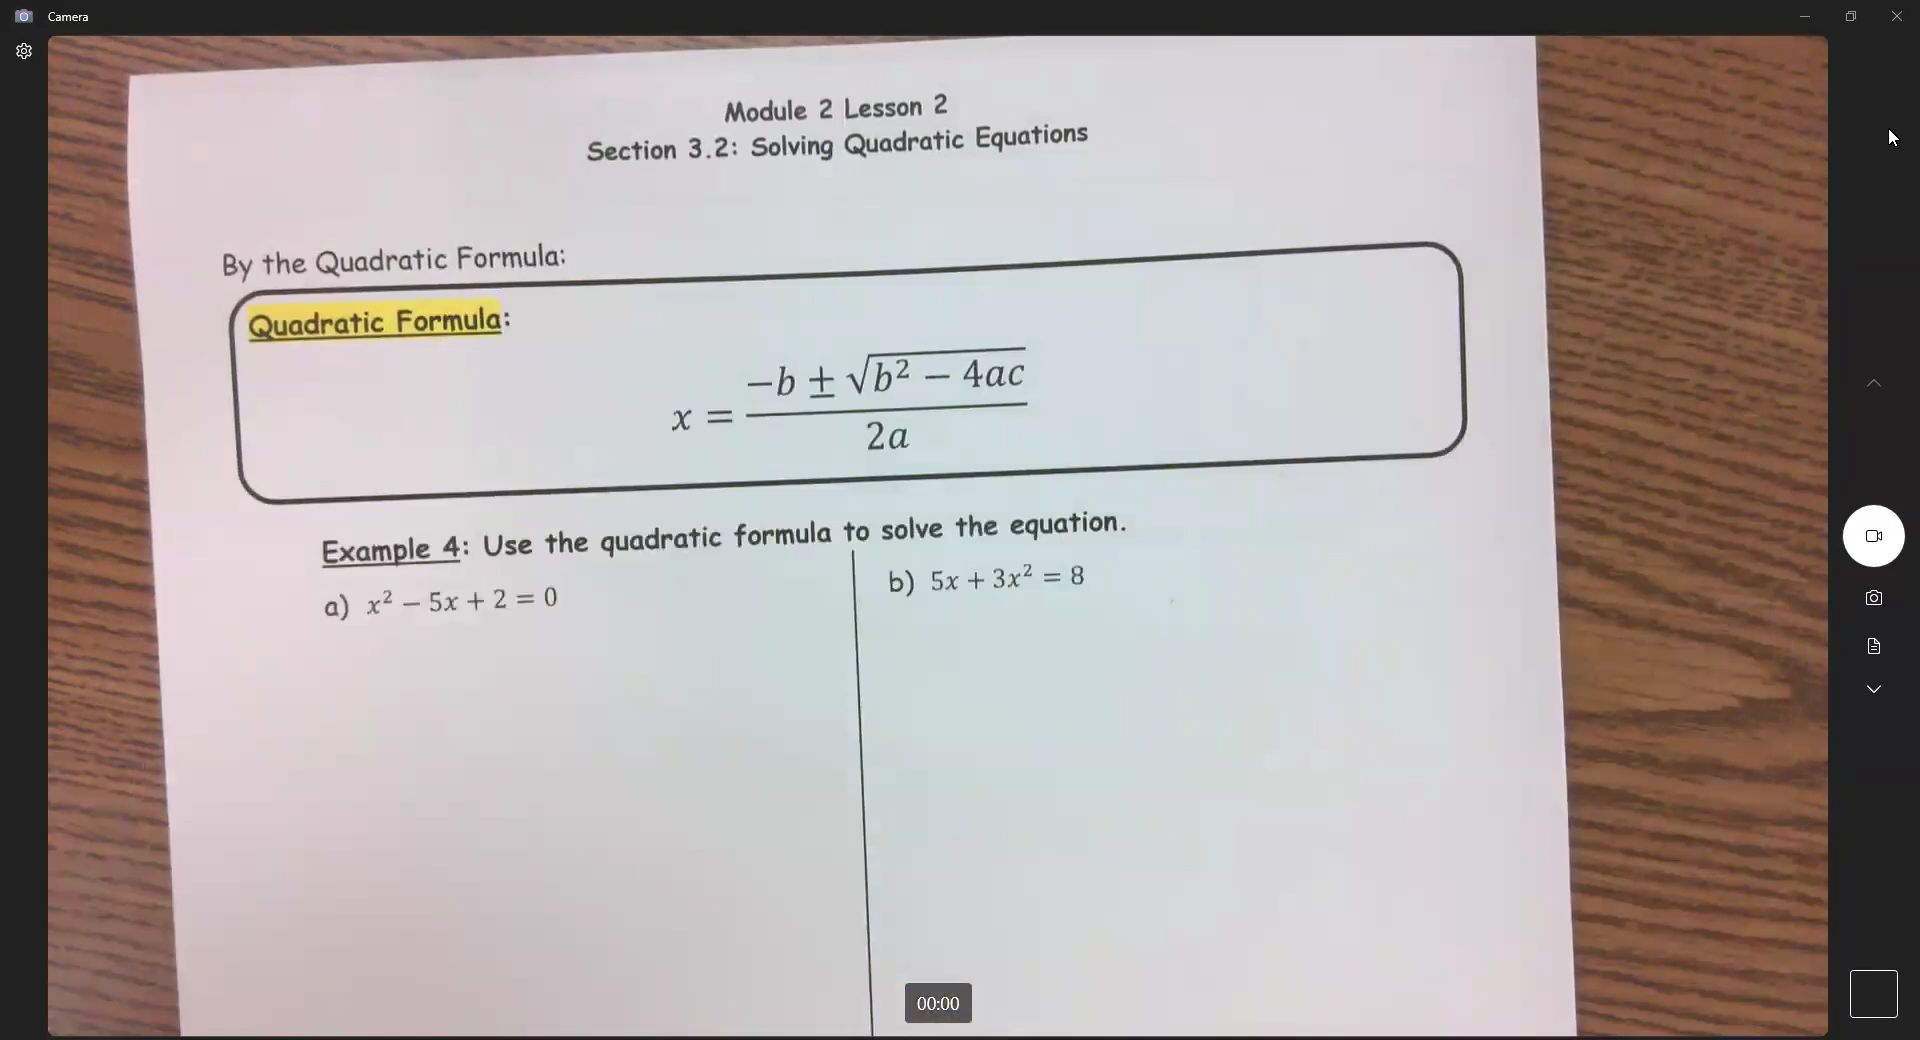 Camera
Module 2 Lesson 2
Section 3.2: Solving Quadratic Equations
By the Quadratic Formula:
Quadratic Formula:
x = \frac{-b ± \sqrt{b² − 4ac}}{2a}
Example 4: Use the quadratic formula to solve the equation.
a) x² − 5x + 2 = 0
b) 5x + 3x² = 8
00:00